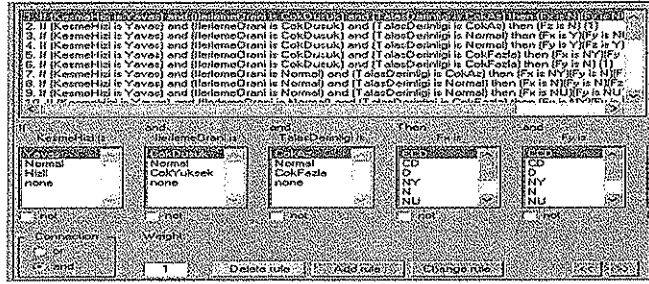 2. If (KesmeHizi is Yavas) and (IlerlemeOrani is CokDusuk) and (TalasDerinligi is CokAz) then
3. If (KesmeHizi is Yavas) and (IlerlemeOrani is CokDusuk) and (TalasDerinligi is Normal) then (Fx is Y)(Fy is
4. If (KesmeHizi is Yavas) and (IlerlemeOrani is CokDusuk) and (TalasDerinligi is Normal) then (Fy is Y)(Fz is Y)
5. If (KesmeHizi is Yavas) and (IlerlemeOrani is CokDusuk) and (TalasDerinligi is CokFazla) then (Fx is NY)(Fy
6. If (KesmeHizi is Yavas) and (IlerlemeOrani is CokDusuk) and (TalasDerinligi is CokFazla) then (Fy is N) (1)
7. If (KesmeHizi is Yavas) and (IlerlemeOrani is Normal) and (TalasDerinligi is CokAz) then (Fx is NY)(Fy is N)(F
8. If (KesmeHizi is Yavas) and (IlerlemeOrani is Normal) and (TalasDerinligi is Normal) then (Fx is N)(Fy is N)(Fz
9. If (KesmeHizi is Yavas) and (IlerlemeOrani is Normal) and (TalasDerinligi is Normal) then (Fx is NU)(Fy is NU
If and and Then and
KesmeHizi is IlerlemeOrani is TalasDerinligi is Fx is Fy is
Yavas CokDusuk CokAz
Normal Normal Normal CD CD
Hizli CokYuksek CokFazla D D
none none none NY NY
N N
NU NU
not not not not not
Connection Weight
or
and 1 Delete rule Add rule Change rule << >>